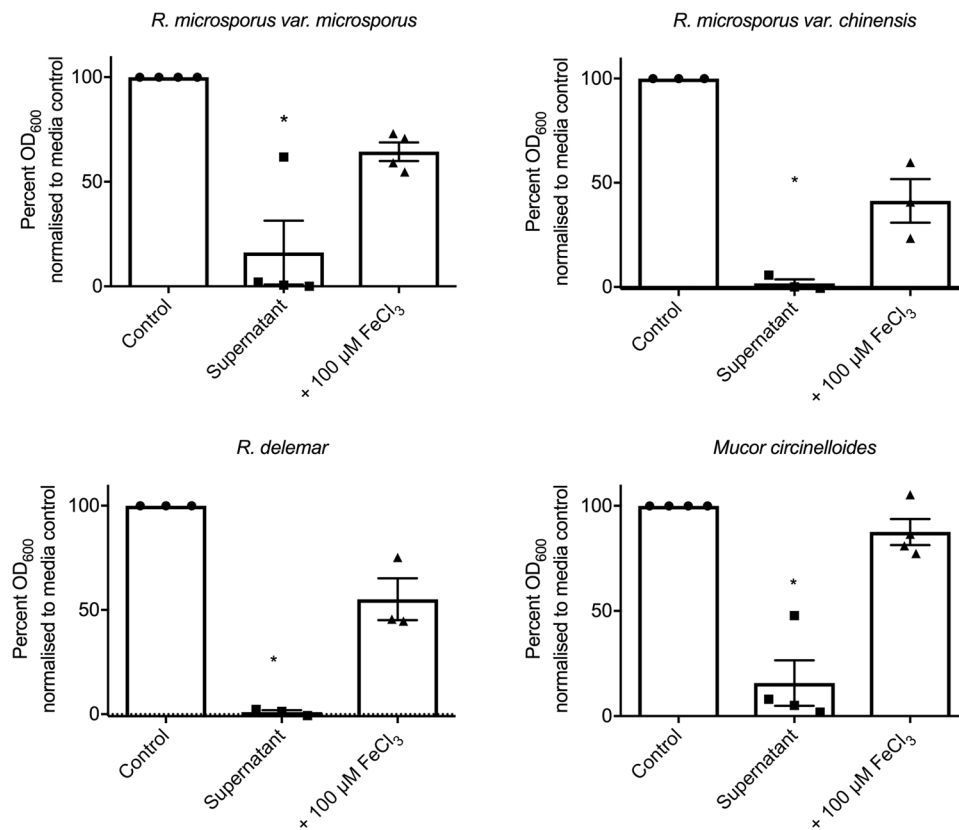 R. microsporus var. microsporus
Percent OD₆₀₀
normalised to media control
100
50
0
*
Control
Supernatant
+ 100 µM FeCl₃
R. microsporus var. chinensis
Percent OD₆₀₀
normalised to media control
100
50
0
*
Control
Supernatant
+ 100 µM FeCl₃
R. delemar
Percent OD₆₀₀
normalised to media control
100
50
0
*
Control
Supernatant
+ 100 µM FeCl₃
Mucor circinelloides
Percent OD₆₀₀
normalised to media control
100
50
0
*
Control
Supernatant
+ 100 µM FeCl₃